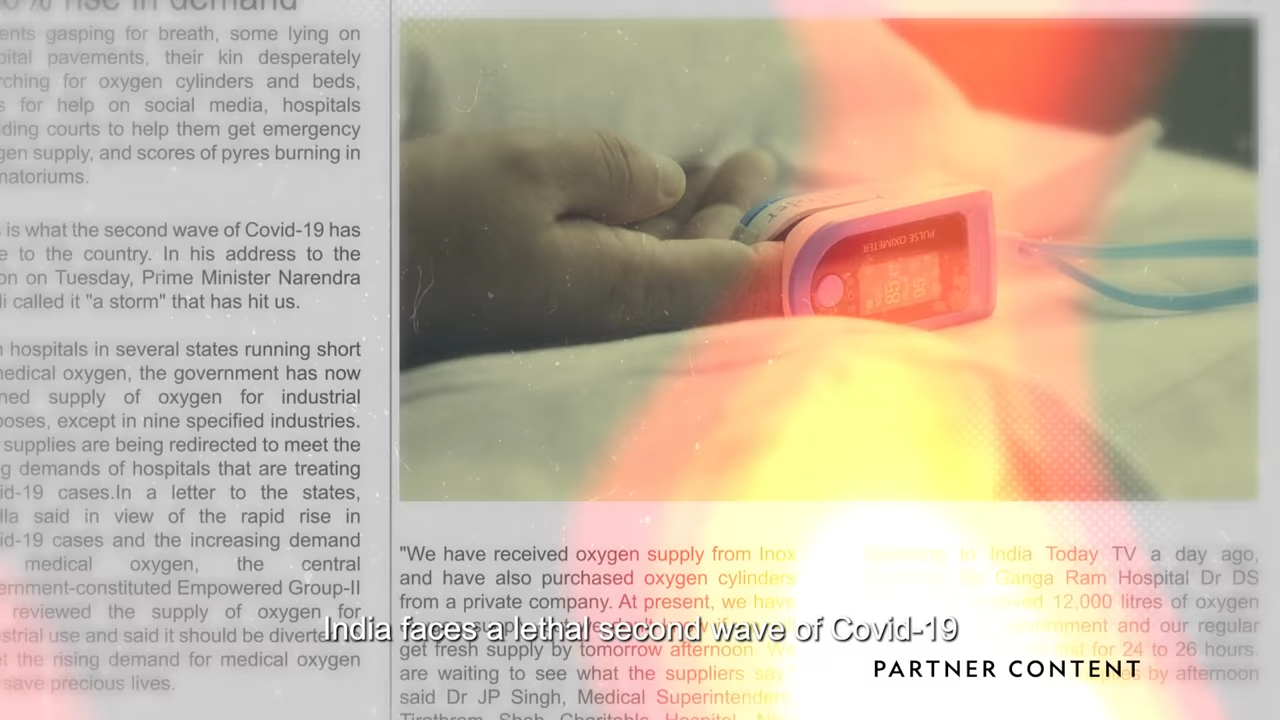 % rise in demand
ents gasping for breath, some lying on
pital pavements, their kin desperately
rching for oxygen cylinders and beds,
s for help on social media, hospitals
ding courts to help them get emergency
gen supply, and scores of pyres burning in
matoriums.
is is what the second wave of Covid-19 has
e to the country. In his address to the
on on Tuesday, Prime Minister Narendra
i called it "a storm" that has hit us.
hospitals in several states running short
medical oxygen, the government has now
ned supply of oxygen for industrial
poses, except in nine specified industries.
supplies are being redirected to meet the
g demands of hospitals that are treating
id-19 cases.In a letter to the states,
lla said in view of the rapid rise in
id-19 cases and the increasing demand
medical oxygen, the central
ernment-constituted Empowered Group-II
reviewed the supply of oxygen for
strial use and said it should be diverte
t the rising demand for medical oxygen
save precious lives.
PULSE OXIMETER
"We have received oxygen supply from Inox
and have also purchased oxygen cylinders
from a private company. At present, we have
get fresh supply by tomorrow afternoon. We
are waiting to see what the suppliers say
said Dr JP Singh, Medical Superintenden
Tirathram Shah Charitable Hospital
to India Today TV a day ago,
Ganga Ram Hospital Dr DS
12,000 litres of oxygen
and our regular
last for 24 to 26 hours.
by afternoon
India faces a lethal second wave of Covid-19
PARTNER CONTENT